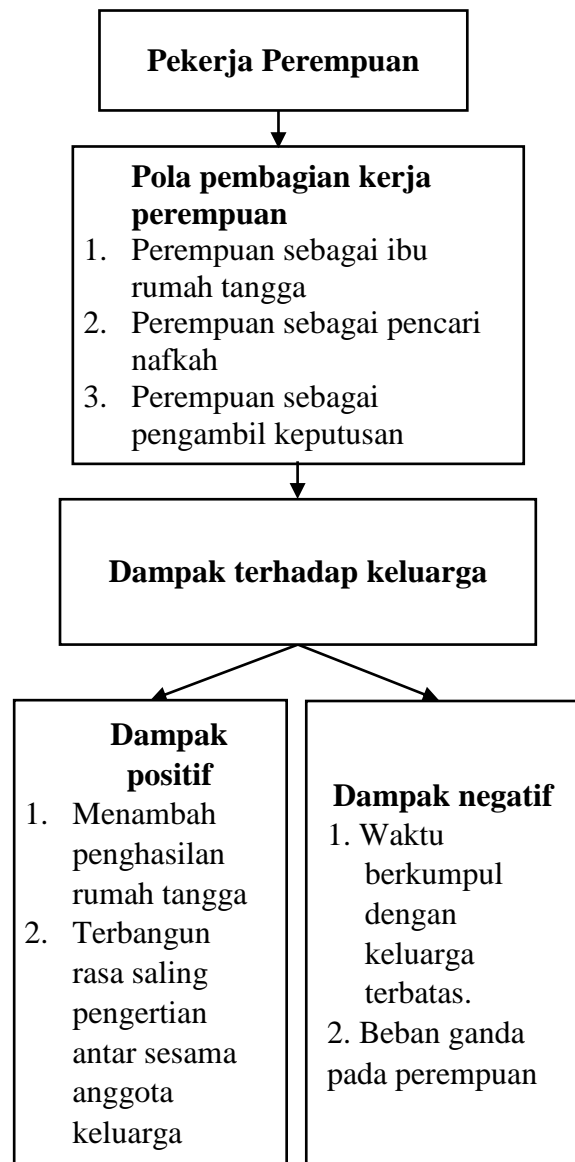 Pekerja Perempuan
Pola pembagian kerja
perempuan
1. Perempuan sebagai ibu
rumah tangga
2. Perempuan sebagai pencari
nafkah
3. Perempuan sebagai
pengambil keputusan
Dampak terhadap keluarga
Dampak
positif
1. Menambah
penghasilan
rumah tangga
2. Terbangun
rasa saling
pengertian
antar sesama
anggota
keluarga
Dampak negatif
1. Waktu
berkumpul
dengan
keluarga
terbatas.
2. Beban ganda
pada perempuan